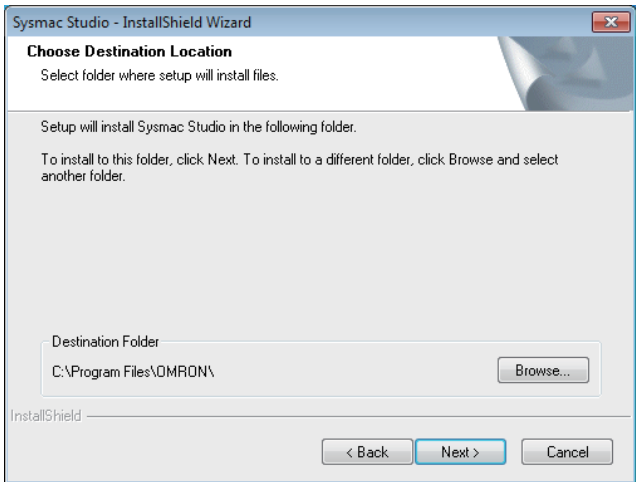 Sysmac Studio - InstallShield Wizard
Choose Destination Location
Select folder where setup will install files.
Setup will install Sysmac Studio in the following folder.
To install to this folder, click Next. To install to a different folder, click Browse and select
another folder.
Destination Folder
C:\Program Files\OMRON\
Browse...
InstallShield
< Back
Next >
Cancel